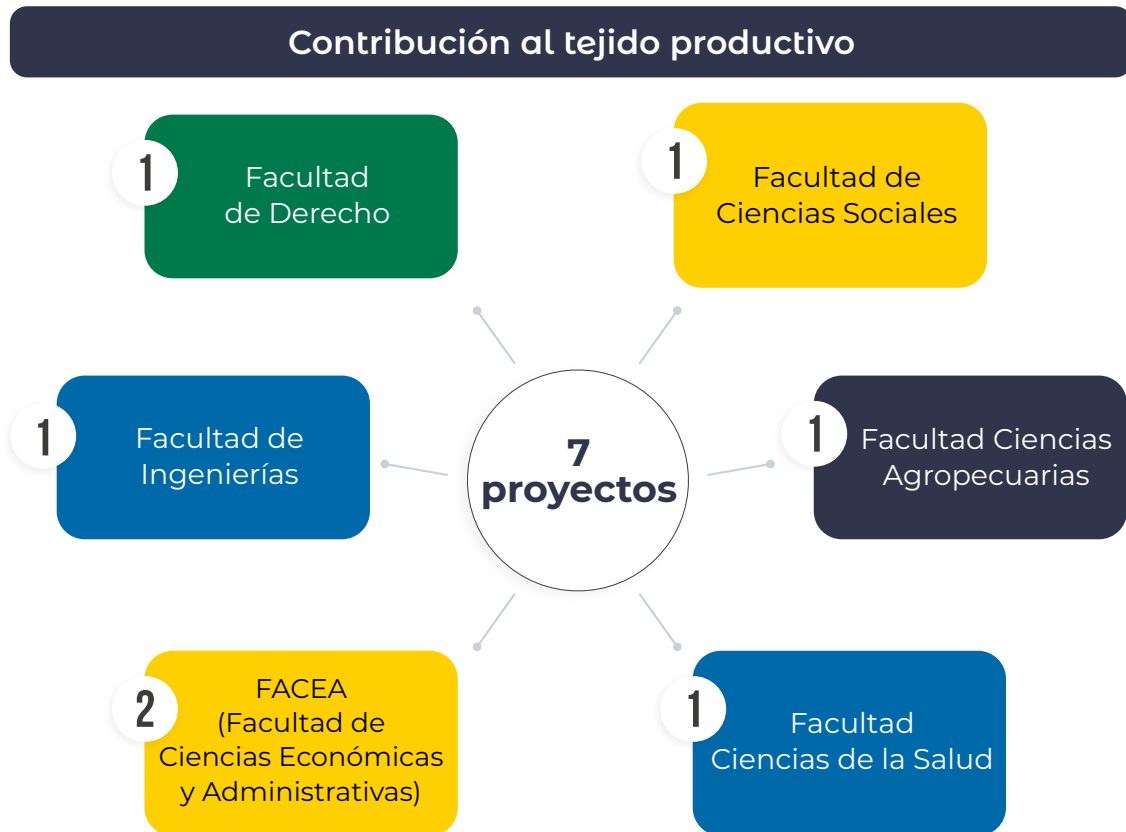 Contribución al tejido productivo
1
Facultad
de Derecho
1
Facultad de
Ciencias Sociales
1
Facultad de
Ingenierías
7
proyectos
1
Facultad Ciencias
Agropecuarias
2
FACEA
(Facultad de
Ciencias Económicas
y Administrativas)
1
Facultad
Ciencias de la Salud